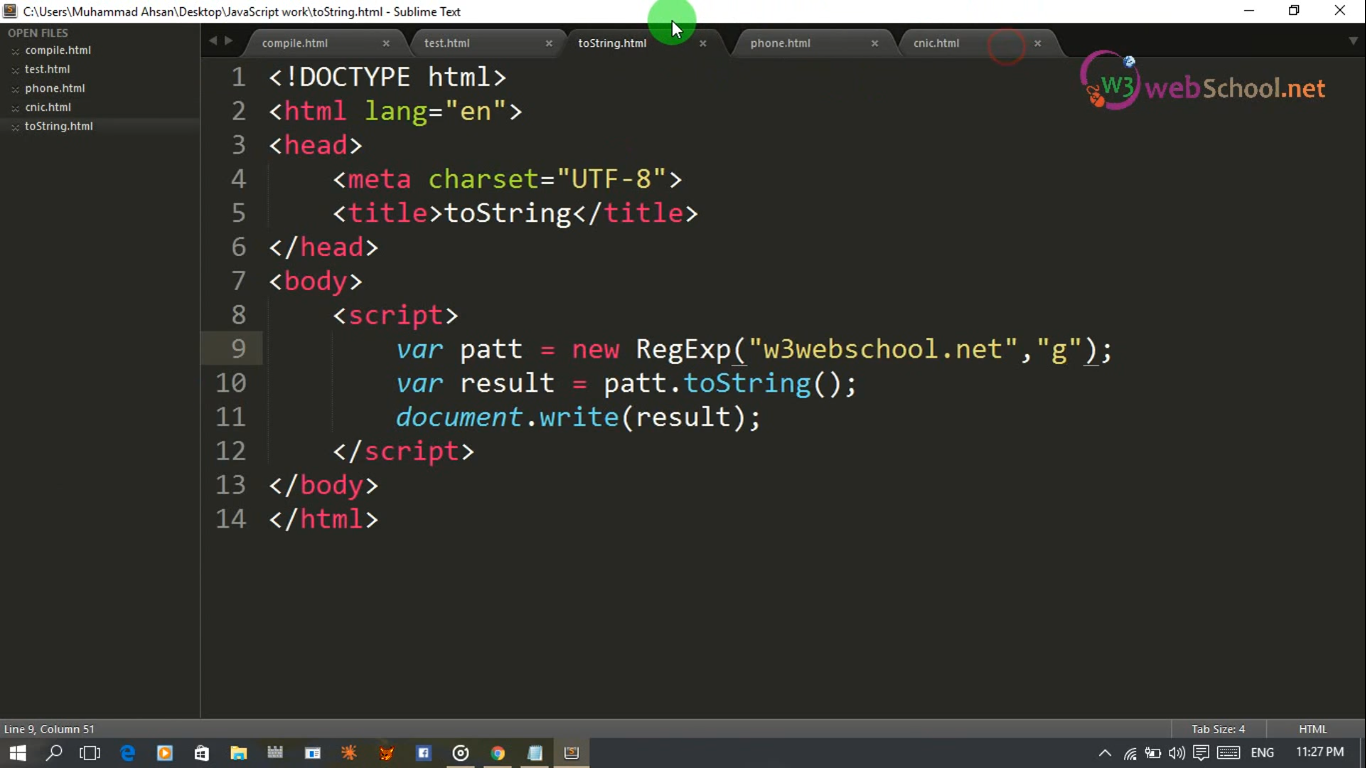 C:\Users\Muhammad Ahsan\Desktop\JavaScript work\toString.html - Sublime Text
OPEN FILES
compile.html
test.html
phone.html
cnic.html
toString.html
compile.html × test.html × toString.html × phone.html × cnic.html ×
W3 webSchool.net
1 <!DOCTYPE html>
2 <html lang="en">
3 <head>
4     <meta charset="UTF-8">
5     <title>toString</title>
6 </head>
7 <body>
8     <script>
9         var patt = new RegExp("w3webschool.net","g");
10         var result = patt.toString();
11         document.write(result);
12     </script>
13 </body>
14 </html>
Line 9, Column 51
Tab Size: 4
HTML
ENG
11:27 PM